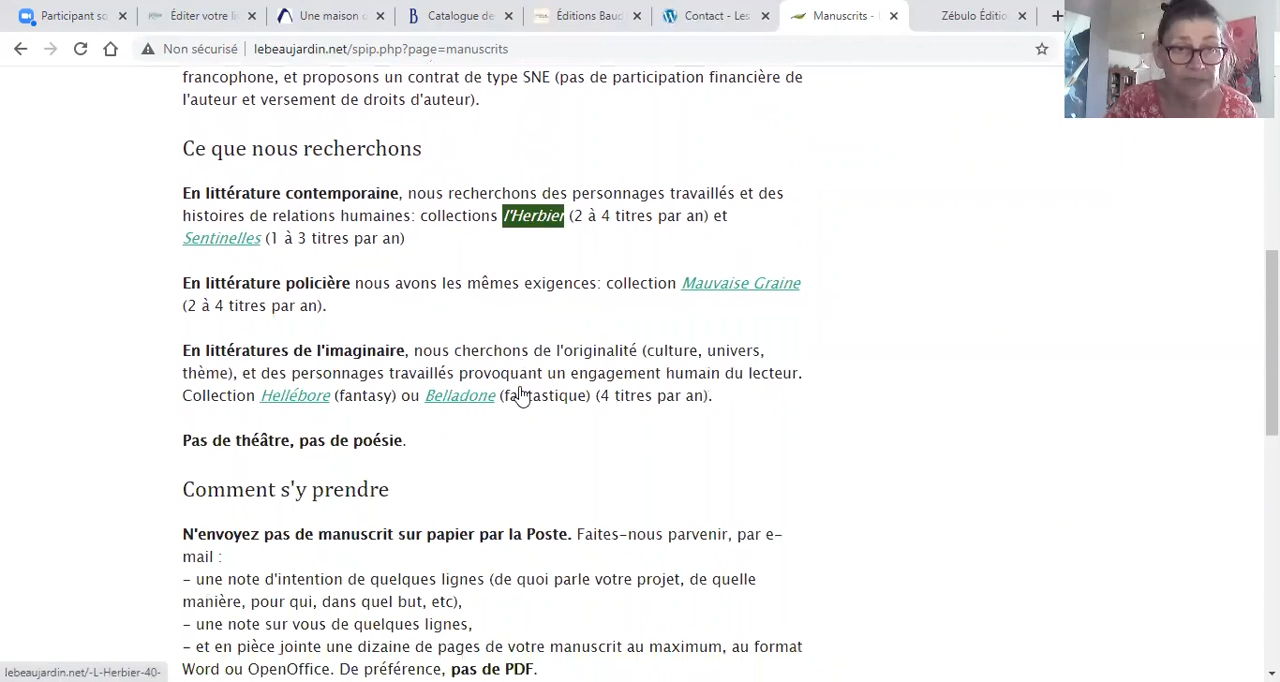 Participant so
Éditer votre li
Une maison d
Catalogue de
Éditions Baud
Contact - Les
Manuscrits -
Zébulo Éditio
Non sécurisé
lebeaujardin.net/spip.php?page=manuscrits
francophone, et proposons un contrat de type SNE (pas de participation financière de
l'auteur et versement de droits d'auteur).
Ce que nous recherchons
En littérature contemporaine, nous recherchons des personnages travaillés et des
histoires de relations humaines: collections l'Herbier (2 à 4 titres par an) et
Sentinelles (1 à 3 titres par an)
En littérature policière nous avons les mêmes exigences: collection Mauvaise Graine
(2 à 4 titres par an).
En littératures de l'imaginaire, nous cherchons de l'originalité (culture, univers,
thème), et des personnages travaillés provoquant un engagement humain du lecteur.
Collection Hellébore (fantasy) ou Belladone (fantastique) (4 titres par an).
Pas de théâtre, pas de poésie.
Comment s'y prendre
N'envoyez pas de manuscrit sur papier par la Poste. Faites-nous parvenir, par e-
mail :
- une note d'intention de quelques lignes (de quoi parle votre projet, de quelle
manière, pour qui, dans quel but, etc),
- une note sur vous de quelques lignes,
- et en pièce jointe une dizaine de pages de votre manuscrit au maximum, au format
Word ou OpenOffice. De préférence, pas de PDF.
lebeaujardin.net/-L-Herbier-40-